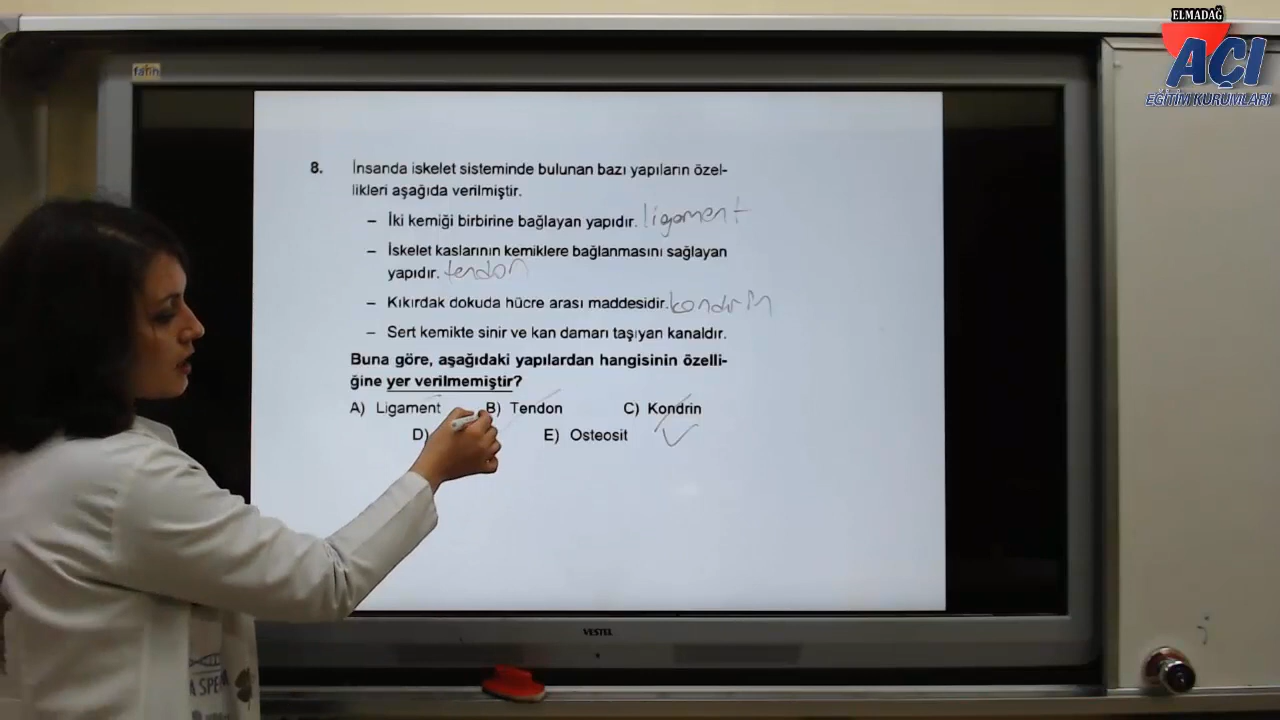 ELMADAĞ
AÇI
EĞİTİM KURUMLARI
fatih
8. İnsanda iskelet sisteminde bulunan bazı yapıların özel-
likleri aşağıda verilmiştir.
– İki kemiği birbirine bağlayan yapıdır. ligament
– İskelet kaslarının kemiklere bağlanmasını sağlayan
yapıdır. tendon
– Kıkırdak dokuda hücre arası maddesidir. kondrin
– Sert kemikte sinir ve kan damarı taşıyan kanaldır.
Buna göre, aşağıdaki yapılardan hangisinin özelli-
ğine yer verilmemiştir?
A) Ligament B) Tendon C) Kondrin
D) E) Osteosit
VESTEL